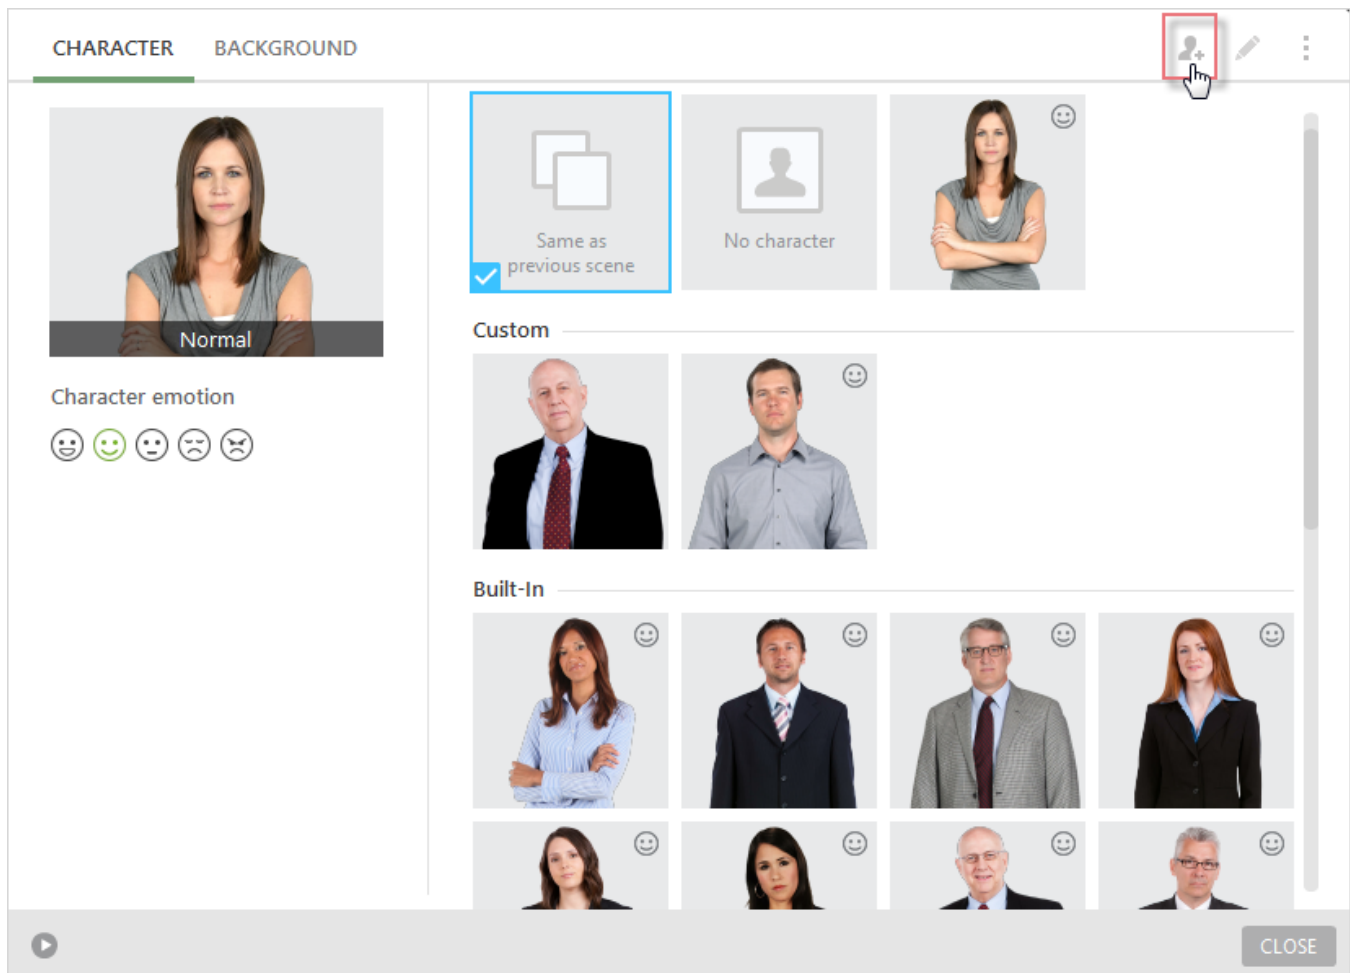 CHARACTER BACKGROUND
Same as
previous scene
No character
Normal
Character emotion
Custom
Built-In
CLOSE